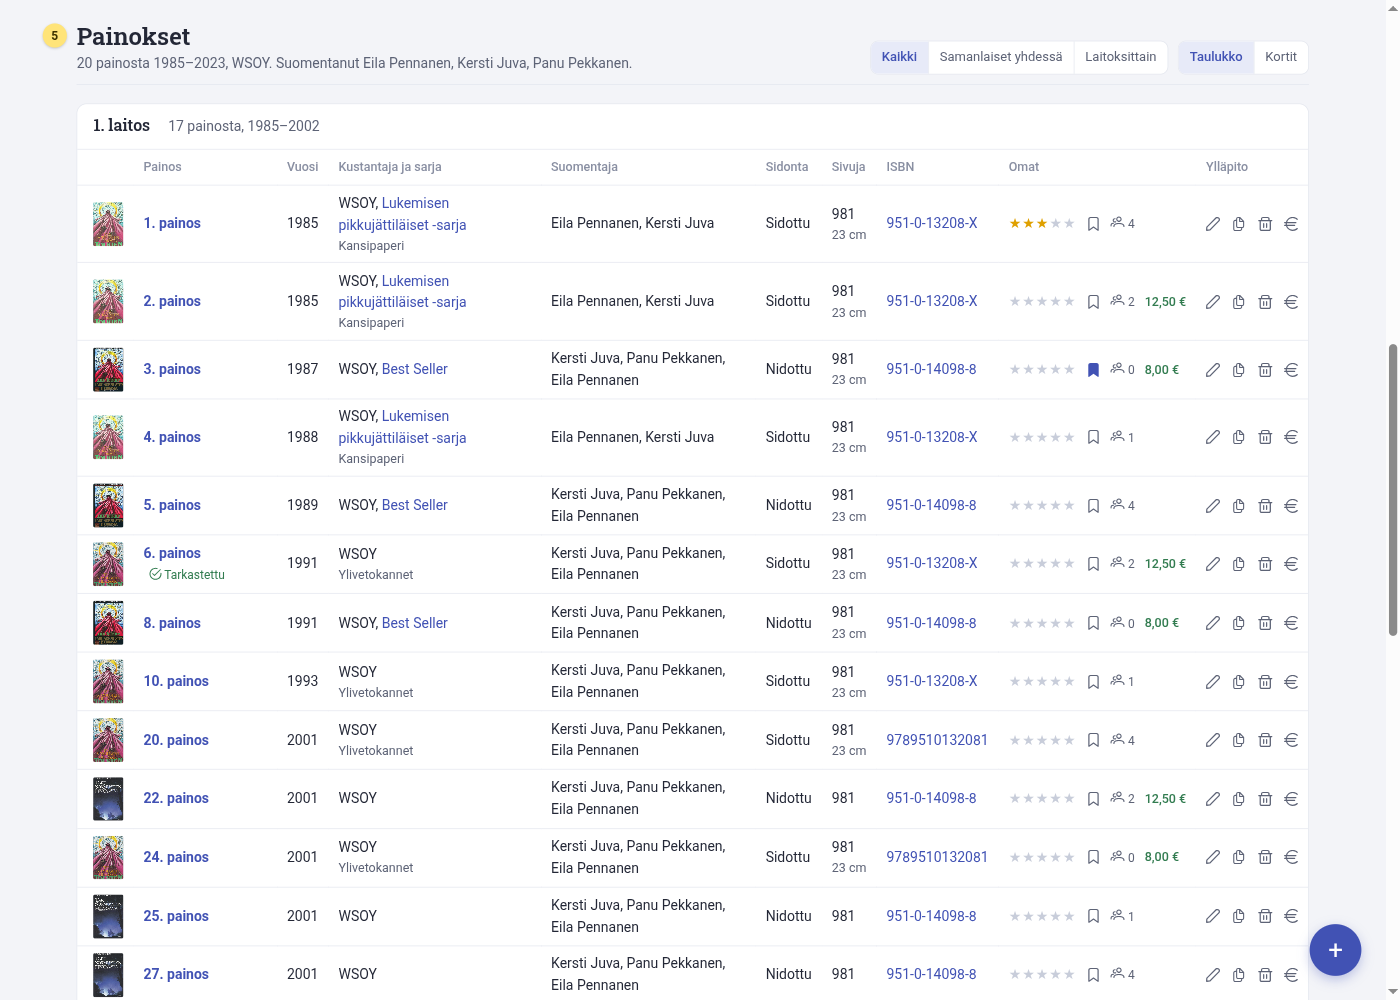 5
Painokset
20 painosta 1985–2023, WSOY. Suomentanut Eila Pennanen, Kersti Juva, Panu Pekkanen.
Kaikki Samanlaiset yhdessä Laitoksittain Taulukko Kortit
1. laitos 17 painosta, 1985–2002
Painos Vuosi Kustantaja ja sarja Suomentaja Sidonta Sivuja ISBN Omat Ylläpito
1. painos 1985 WSOY, Lukemisen pikkujättiläiset -sarja Kansipaperi Eila Pennanen, Kersti Juva Sidottu 981 23 cm 951-0-13208-X 4
2. painos 1985 WSOY, Lukemisen pikkujättiläiset -sarja Kansipaperi Eila Pennanen, Kersti Juva Sidottu 981 23 cm 951-0-13208-X 2 12,50 €
3. painos 1987 WSOY, Best Seller Kersti Juva, Panu Pekkanen, Eila Pennanen Nidottu 981 23 cm 951-0-14098-8 0 8,00 €
4. painos 1988 WSOY, Lukemisen pikkujättiläiset -sarja Kansipaperi Eila Pennanen, Kersti Juva Sidottu 981 23 cm 951-0-13208-X 1
5. painos 1989 WSOY, Best Seller Kersti Juva, Panu Pekkanen, Eila Pennanen Nidottu 981 23 cm 951-0-14098-8 4
6. painos Tarkastettu 1991 WSOY Ylivetokannet Kersti Juva, Panu Pekkanen, Eila Pennanen Sidottu 981 23 cm 951-0-13208-X 2 12,50 €
8. painos 1991 WSOY, Best Seller Kersti Juva, Panu Pekkanen, Eila Pennanen Nidottu 981 23 cm 951-0-14098-8 0 8,00 €
10. painos 1993 WSOY Ylivetokannet Kersti Juva, Panu Pekkanen, Eila Pennanen Sidottu 981 23 cm 951-0-13208-X 1
20. painos 2001 WSOY Ylivetokannet Kersti Juva, Panu Pekkanen, Eila Pennanen Sidottu 981 23 cm 9789510132081 4
22. painos 2001 WSOY Kersti Juva, Panu Pekkanen, Eila Pennanen Nidottu 981 951-0-14098-8 2 12,50 €
24. painos 2001 WSOY Ylivetokannet Kersti Juva, Panu Pekkanen, Eila Pennanen Sidottu 981 23 cm 9789510132081 0 8,00 €
25. painos 2001 WSOY Kersti Juva, Panu Pekkanen, Eila Pennanen Nidottu 981 951-0-14098-8 1
27. painos 2001 WSOY Kersti Juva, Panu Pekkanen, Eila Pennanen Nidottu 981 951-0-14098-8 4